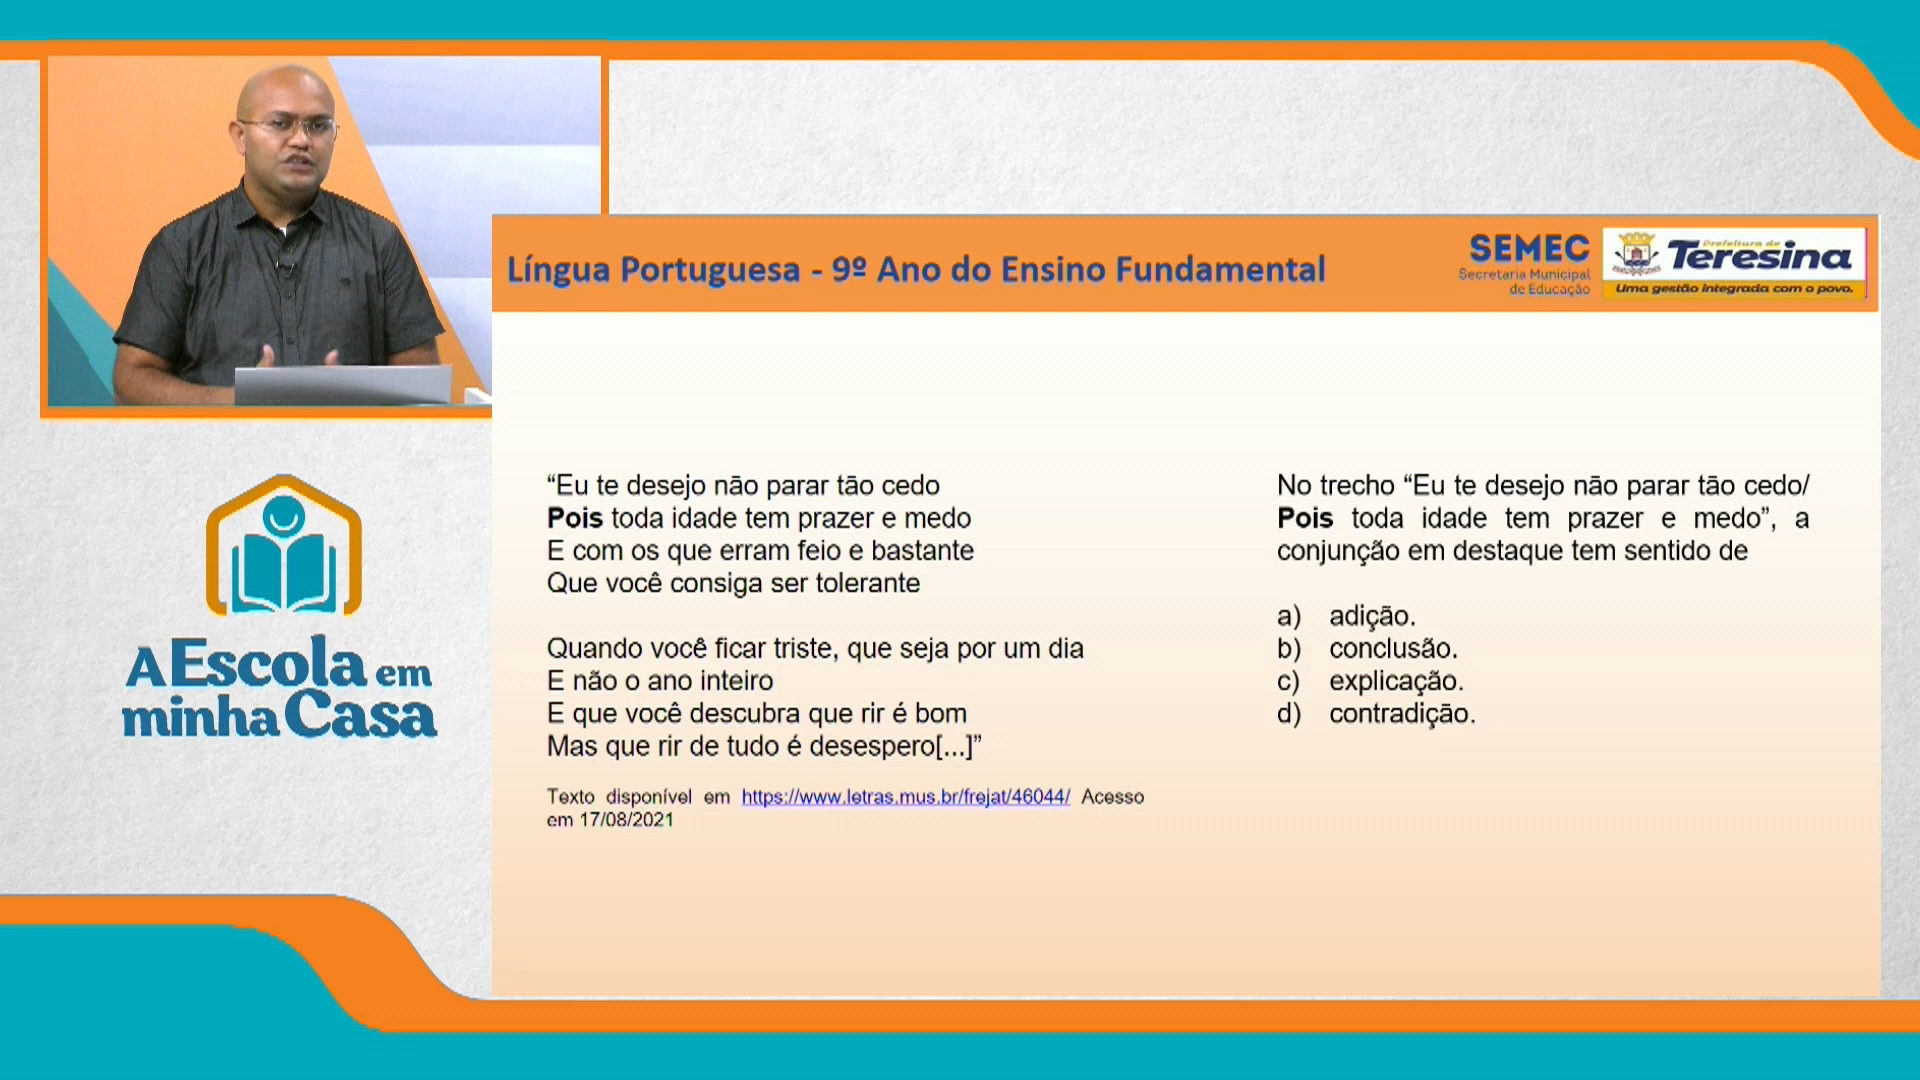 Língua Portuguesa - 9º Ano do Ensino Fundamental
SEMEC
Secretaria Municipal
de Educação
Prefeitura de
Teresina
Uma gestão integrada com o povo.
“Eu te desejo não parar tão cedo
Pois toda idade tem prazer e medo
E com os que erram feio e bastante
Que você consiga ser tolerante
Quando você ficar triste, que seja por um dia
E não o ano inteiro
E que você descubra que rir é bom
Mas que rir de tudo é desespero[...]”
Texto disponível em https://www.letras.mus.br/frejat/46044/ Acesso
em 17/08/2021
No trecho “Eu te desejo não parar tão cedo/
Pois toda idade tem prazer e medo”, a
conjunção em destaque tem sentido de
a) adição.
b) conclusão.
c) explicação.
d) contradição.
A Escola em
minha Casa